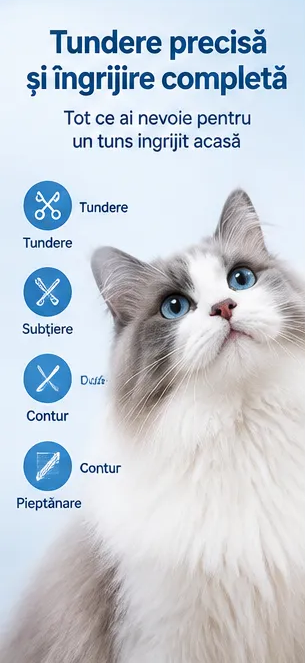 Tundere precisă
și îngrijire completă
Tot ce ai nevoie pentru
un tuns ingrijit acasă
Tundere
Tundere
Subțiere
Contur
Contur
Pieptănare